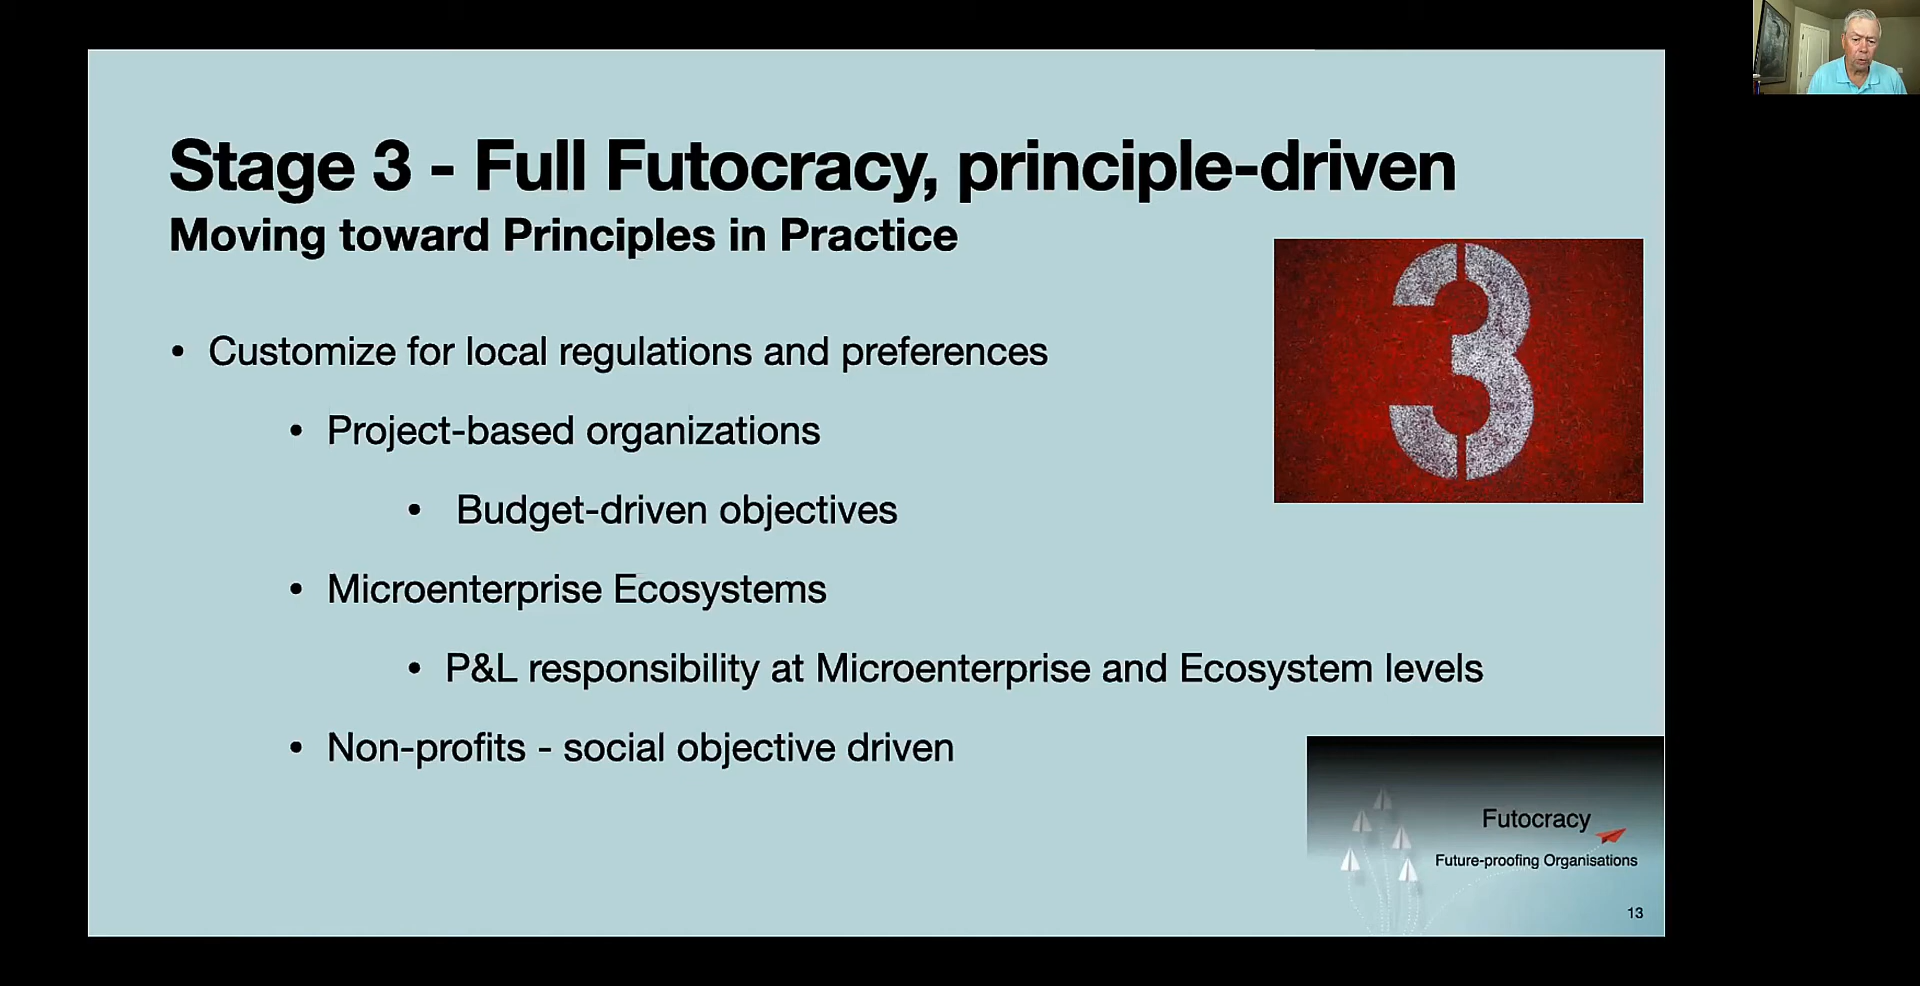 Stage 3 - Full Futocracy, principle-driven
Moving toward Principles in Practice
• Customize for local regulations and preferences
• Project-based organizations
• Budget-driven objectives
• Microenterprise Ecosystems
• P&L responsibility at Microenterprise and Ecosystem levels
• Non-profits - social objective driven
3
Futocracy
Future-proofing Organisations
13